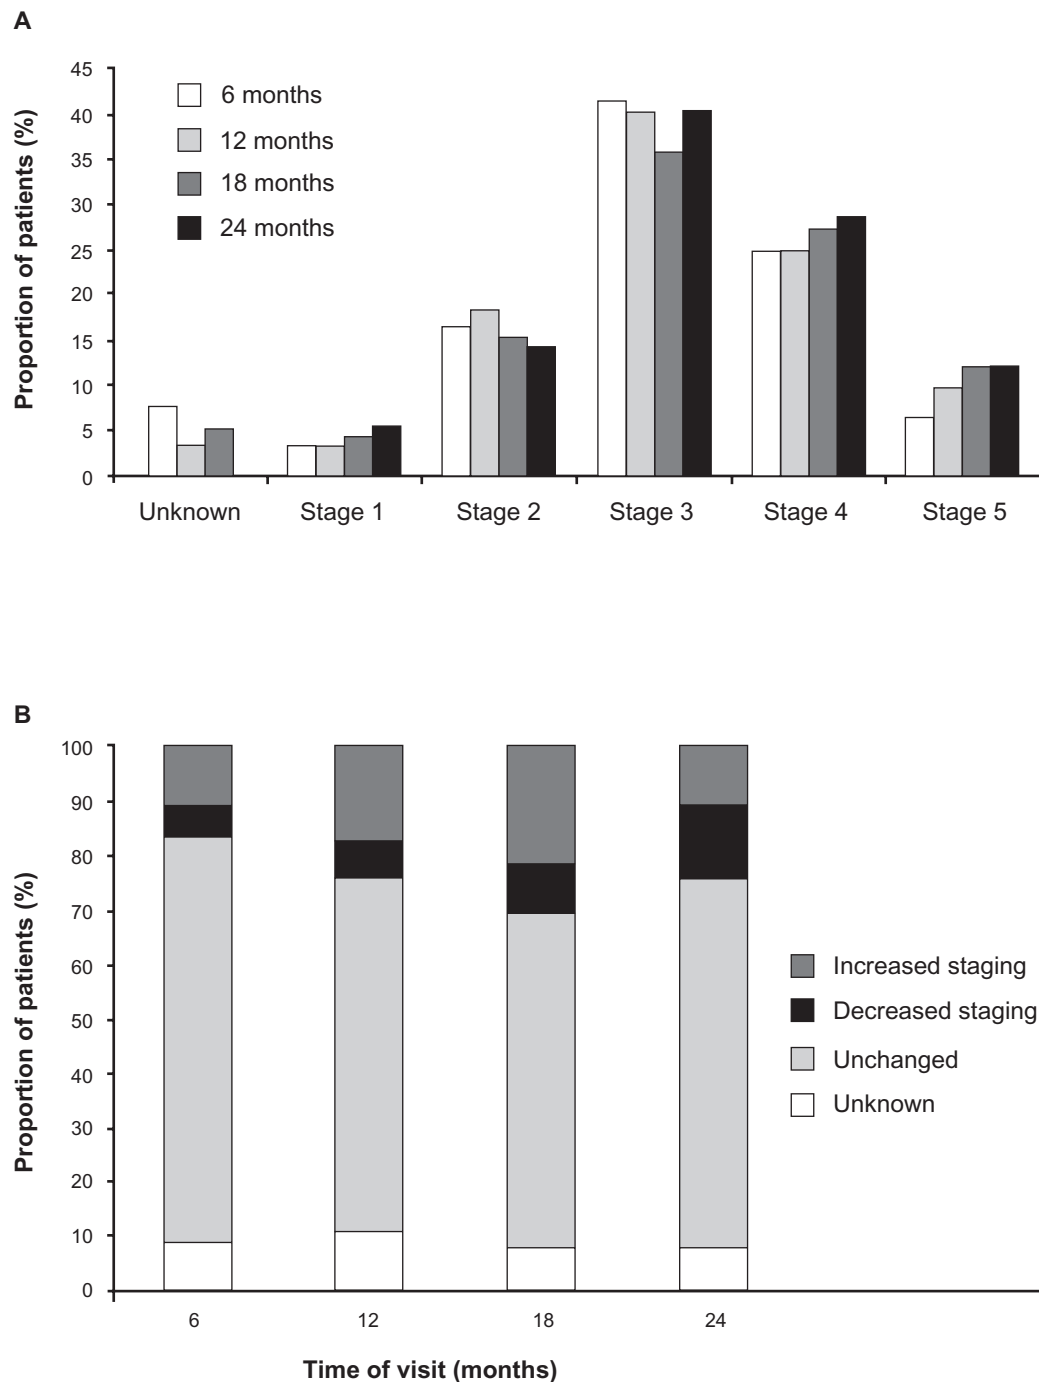 A
Proportion of patients (%)
45
40
35
30
25
20
15
10
5
0
6 months
12 months
18 months
24 months
Unknown Stage 1 Stage 2 Stage 3 Stage 4 Stage 5
B
Proportion of patients (%)
100
90
80
70
60
50
40
30
20
10
0
Increased staging
Decreased staging
Unchanged
Unknown
6 12 18 24
Time of visit (months)